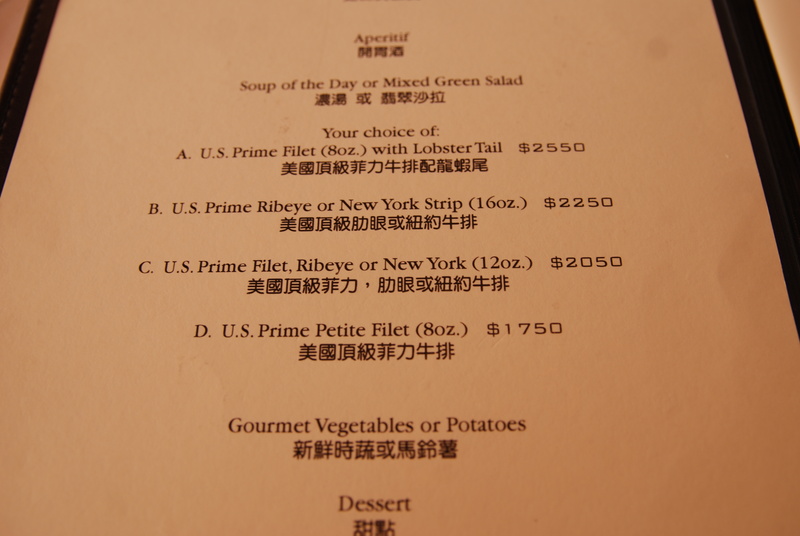 Aperitif
開胃酒
Soup of the Day or Mixed Green Salad
濃湯 或 翡翠沙拉
Your choice of:
A. U.S. Prime Filet (8oz.) with Lobster Tail $2550
美國頂級菲力牛排配龍蝦尾
B. U.S. Prime Ribeye or New York Strip (16oz.) $2250
美國頂級肋眼或紐約牛排
C. U.S. Prime Filet, Ribeye or New York (12oz.) $2050
美國頂級菲力，肋眼或紐約牛排
D. U.S. Prime Petite Filet (8oz.) $1750
美國頂級菲力牛排
Gourmet Vegetables or Potatoes
新鮮時蔬或馬鈴薯
Dessert
甜點